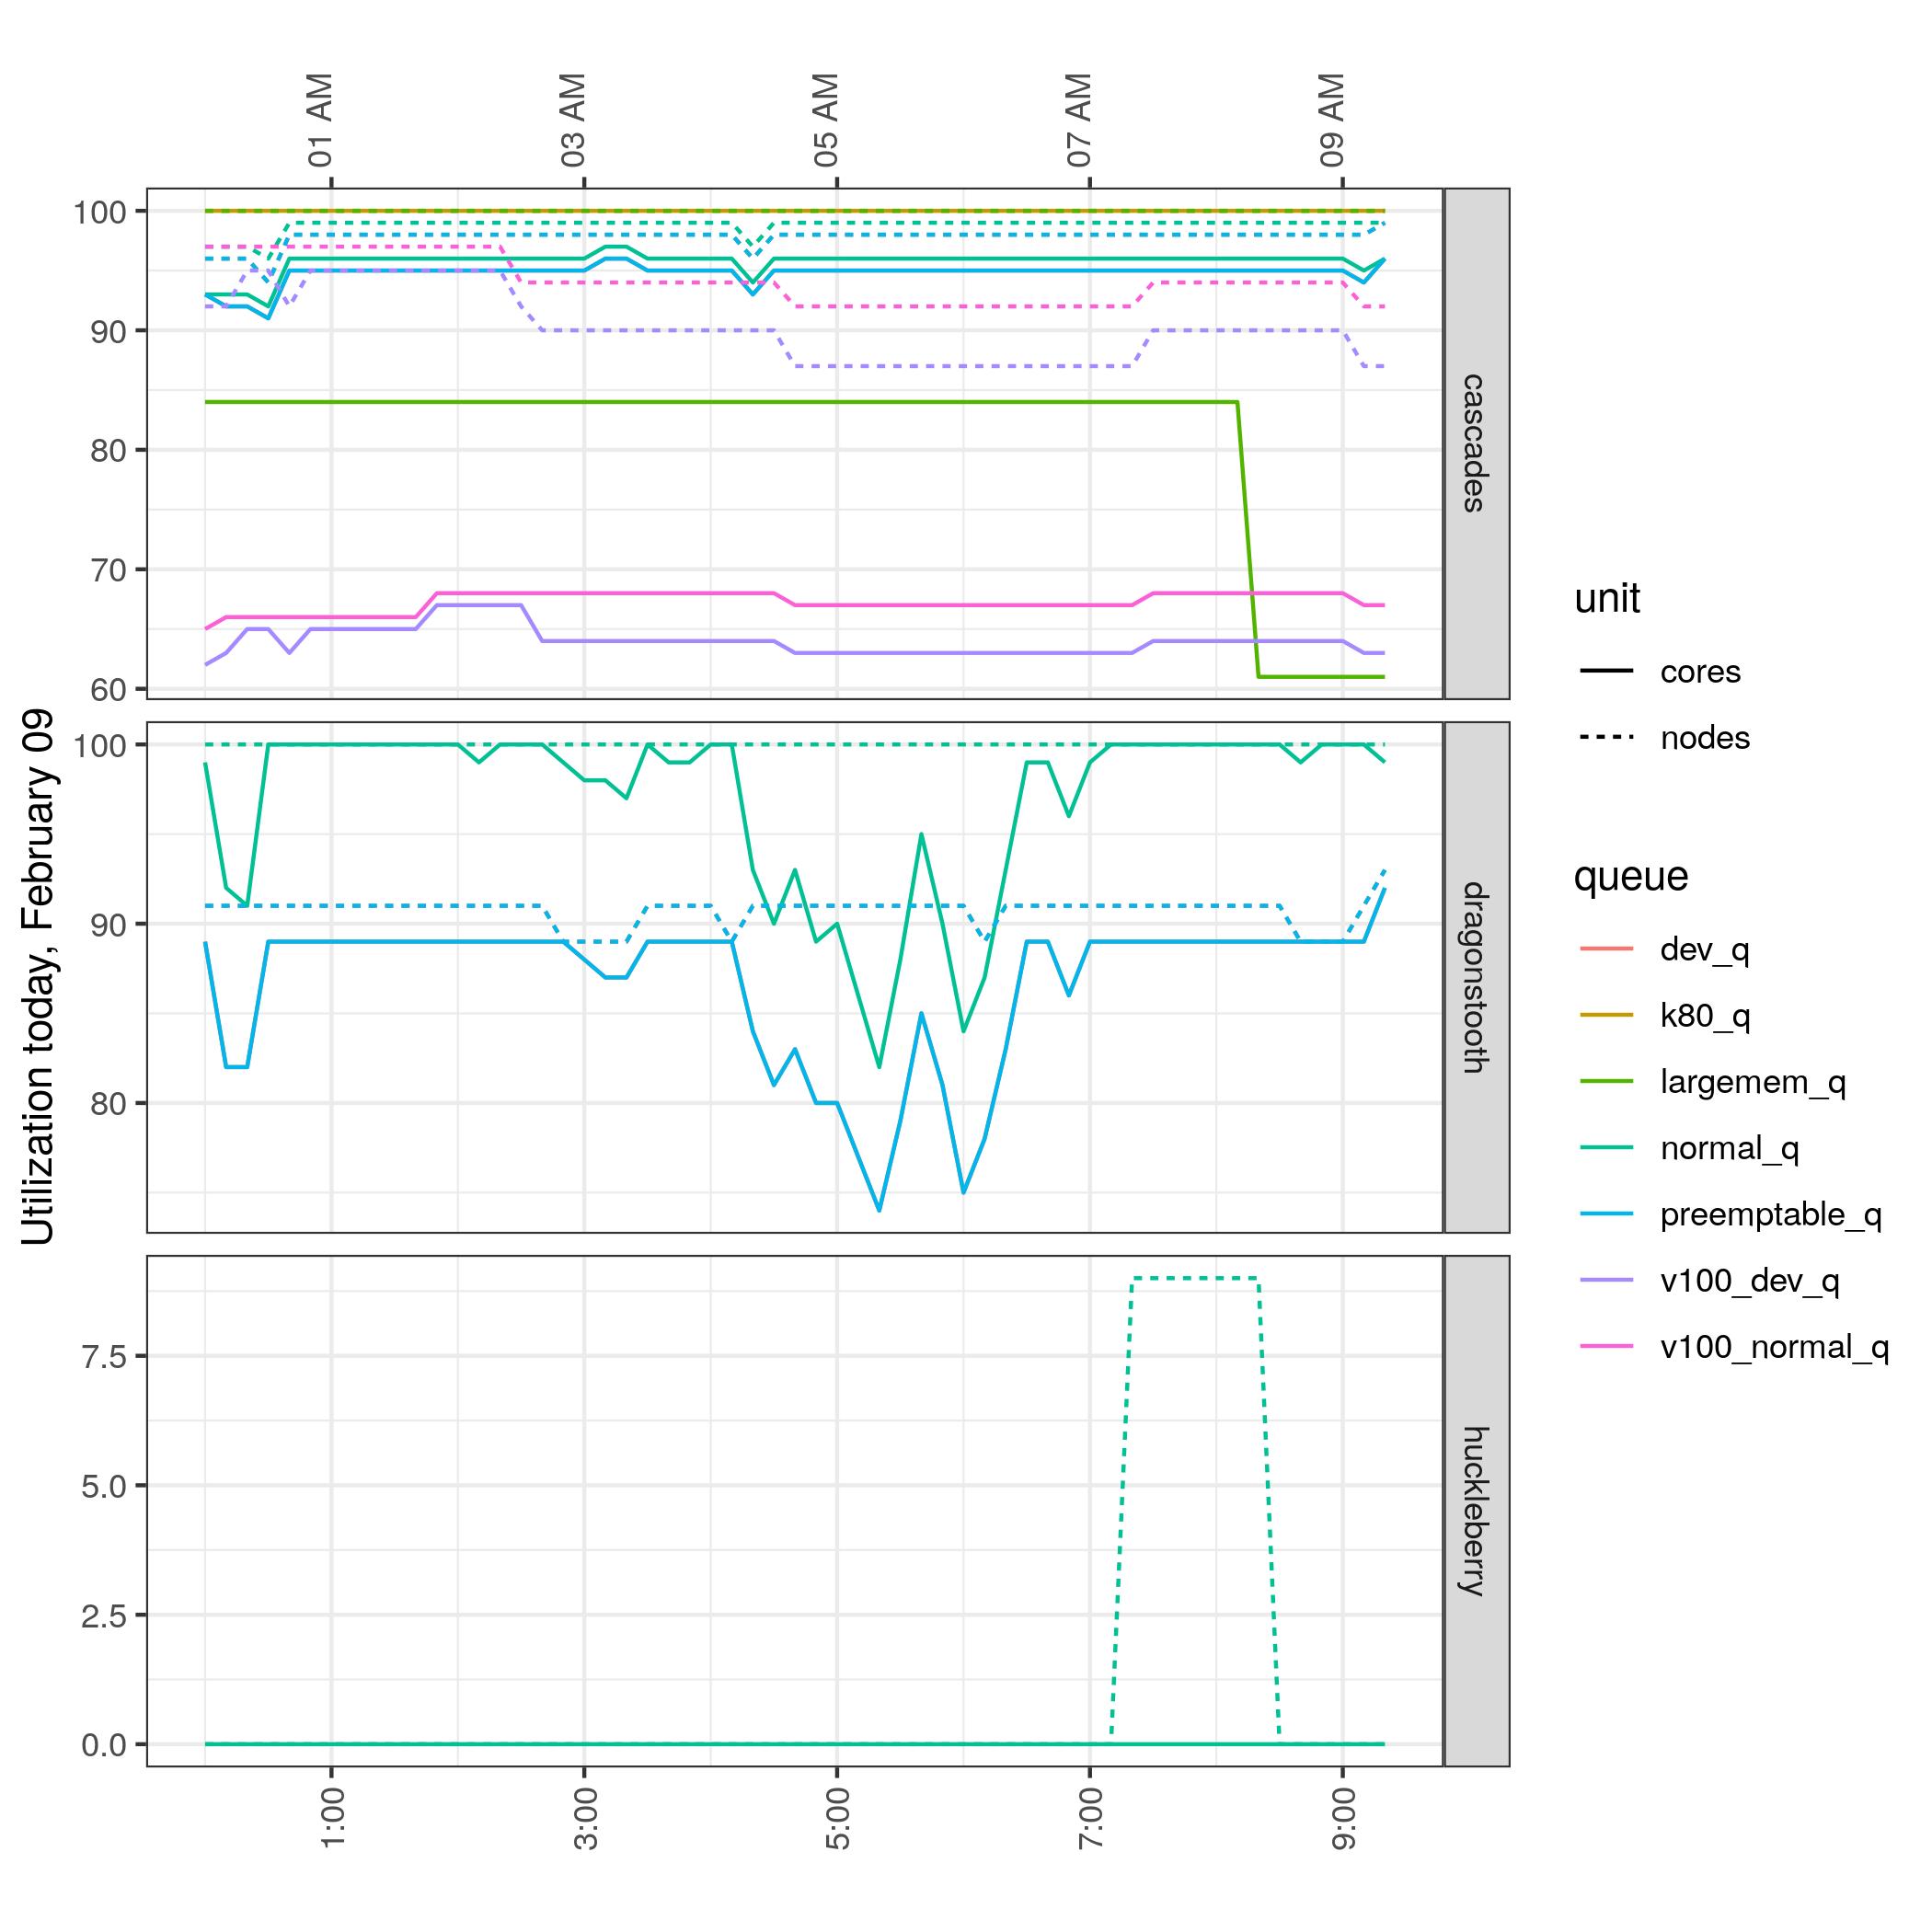 01 AM
03 AM
05 AM
07 AM
09 AM
Utilization today, February 09
100
90
80
70
60
cascades
100
90
80
dragonstooth
7.5
5.0
2.5
0.0
huckleberry
1:00
3:00
5:00
7:00
9:00
unit
cores
nodes
queue
dev_q
k80_q
largemem_q
normal_q
preemptable_q
v100_dev_q
v100_normal_q